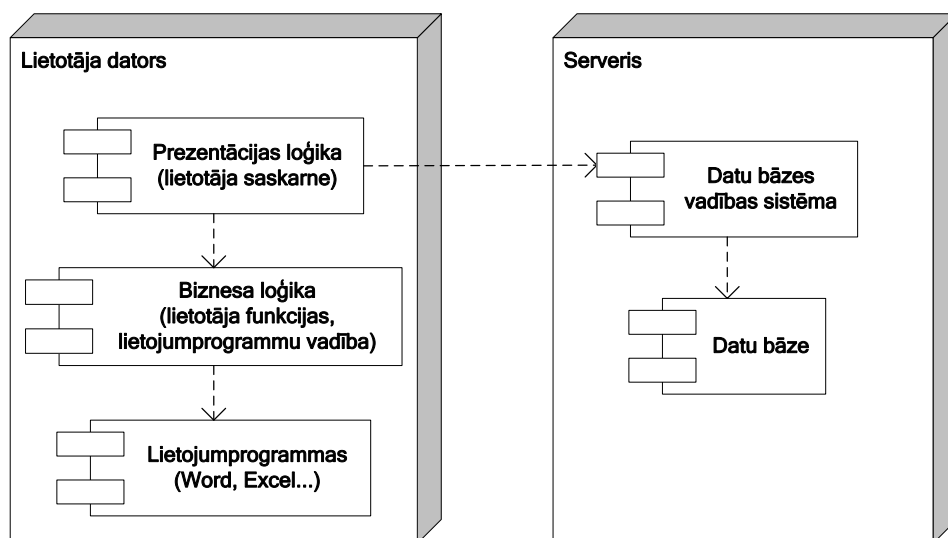 Lietotāja dators
Prezentācijas loģika
(lietotāja saskarne)
Biznesa loģika
(lietotāja funkcijas,
lietojumprogrammu vadība)
Lietojumprogrammas
(Word, Excel...)
Serveris
Datu bāzes
vadības sistēma
Datu bāze